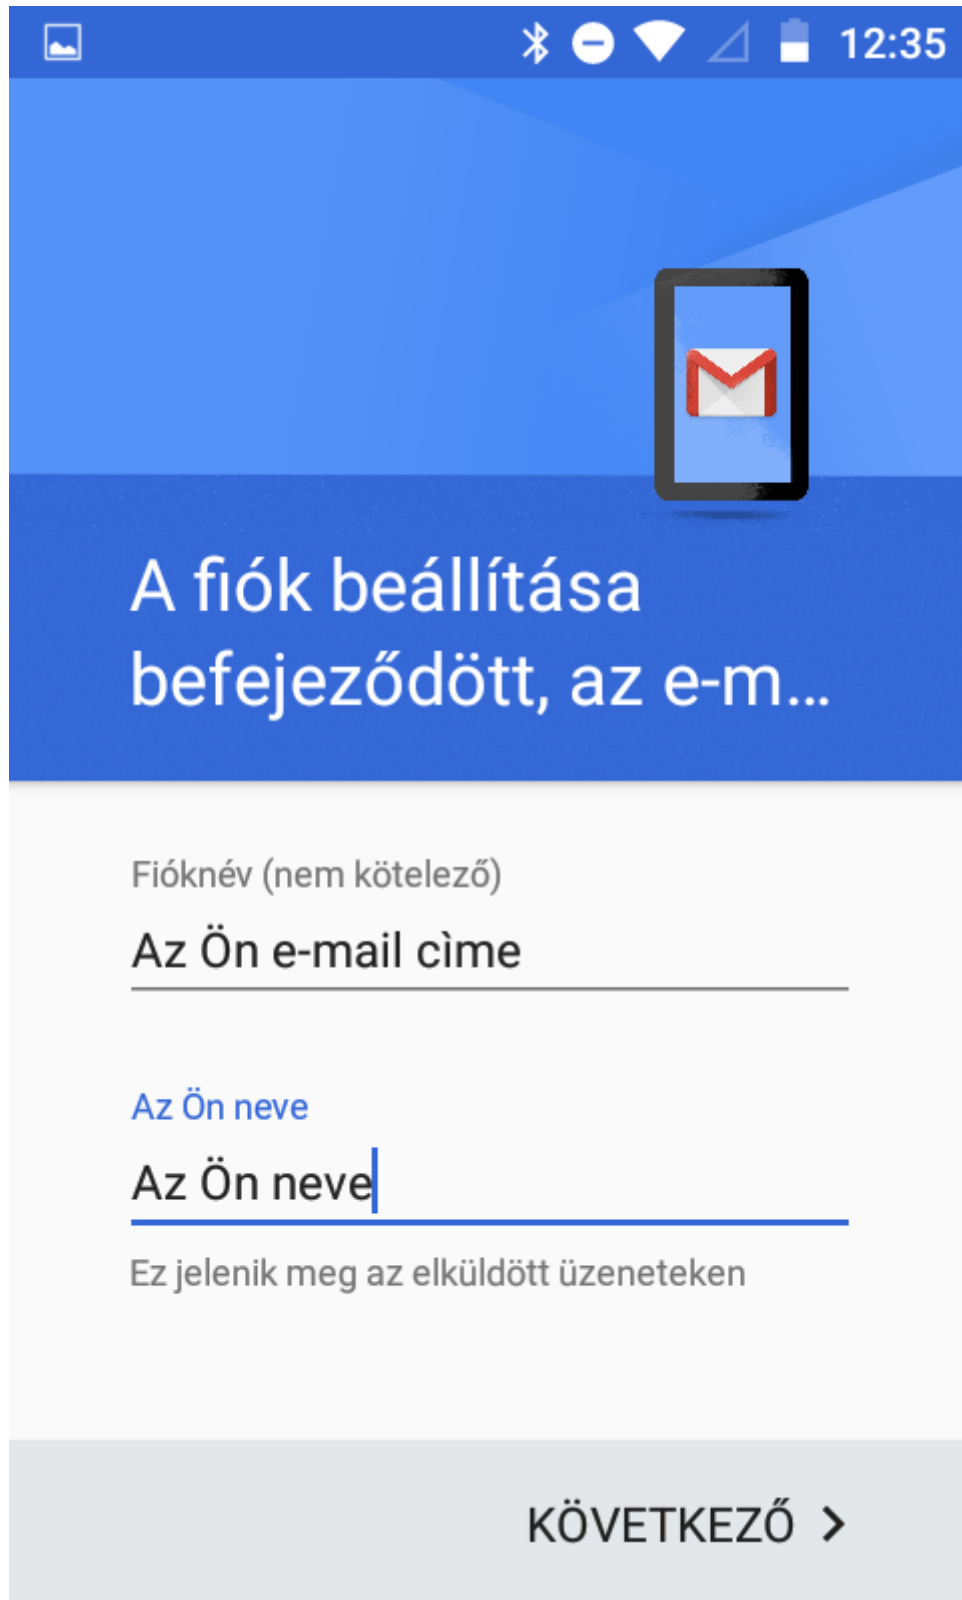 12:35
A fiók beállítása
befejeződött, az e-m...
Fióknév (nem kötelező)
Az Ön e-mail cìme
Az Ön neve
Az Ön neve
Ez jelenik meg az elküldött üzeneteken
KÖVETKEZŐ